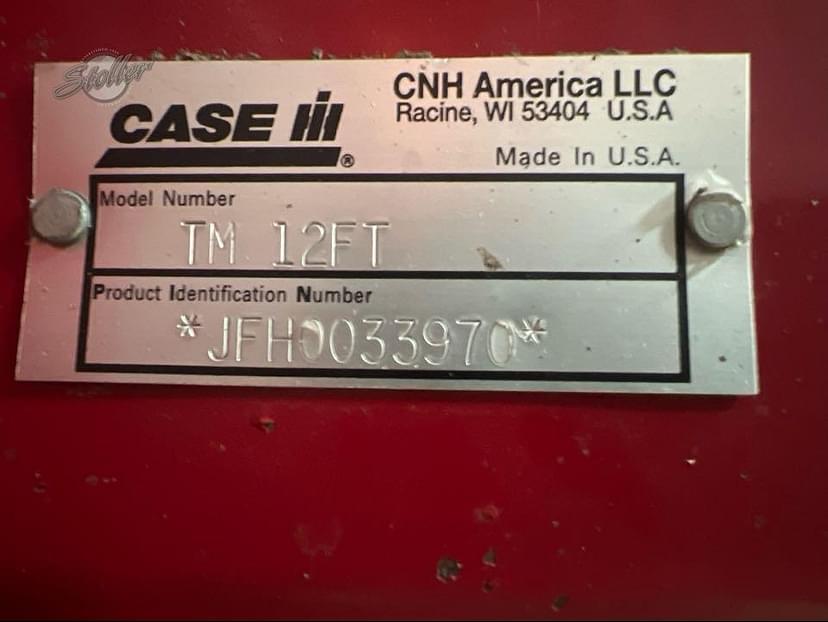 Stoller
CASE IH®
CNH America LLC
Racine, WI 53404 U.S.A
Made In U.S.A.
Model Number
TM 12FT
Product Identification Number
*JFH0033970*